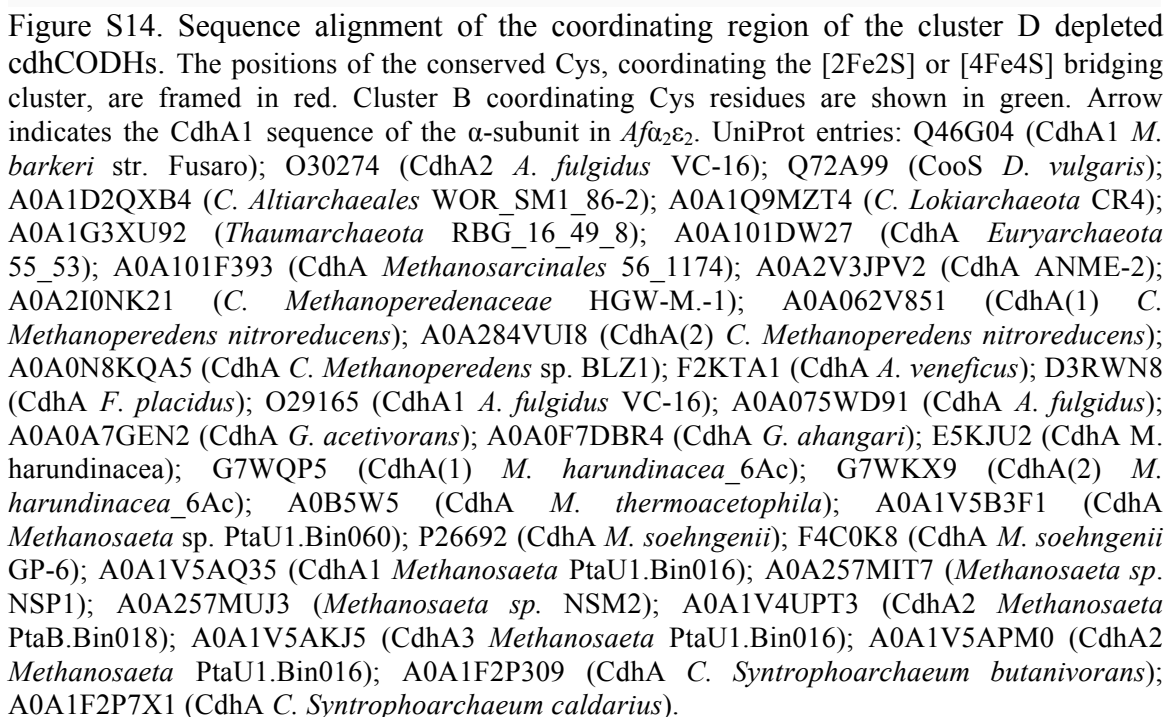 Figure S14. Sequence alignment of the coordinating region of the cluster D depleted
cdhCODHs. The positions of the conserved Cys, coordinating the [2Fe2S] or [4Fe4S] bridging
cluster, are framed in red. Cluster B coordinating Cys residues are shown in green. Arrow
indicates the CdhA1 sequence of the α-subunit in Afα₂ε₂. UniProt entries: Q46G04 (CdhA1 M.
barkeri str. Fusaro); O30274 (CdhA2 A. fulgidus VC-16); Q72A99 (CooS D. vulgaris);
A0A1D2QXB4 (C. Altiarchaeales WOR_SM1_86-2); A0A1Q9MZT4 (C. Lokiarchaeota CR4);
A0A1G3XU92 (Thaumarchaeota RBG_16_49_8); A0A101DW27 (CdhA Euryarchaeota
55_53); A0A101F393 (CdhA Methanosarcinales 56_1174); A0A2V3JPV2 (CdhA ANME-2);
A0A2I0NK21 (C. Methanoperedenaceae HGW-M.-1); A0A062V851 (CdhA(1) C.
Methanoperedens nitroreducens); A0A284VUI8 (CdhA(2) C. Methanoperedens nitroreducens);
A0A0N8KQA5 (CdhA C. Methanoperedens sp. BLZ1); F2KTA1 (CdhA A. veneficus); D3RWN8
(CdhA F. placidus); O29165 (CdhA1 A. fulgidus VC-16); A0A075WD91 (CdhA A. fulgidus);
A0A0A7GEN2 (CdhA G. acetivorans); A0A0F7DBR4 (CdhA G. ahangari); E5KJU2 (CdhA M.
harundinacea); G7WQP5 (CdhA(1) M. harundinacea_6Ac); G7WKX9 (CdhA(2) M.
harundinacea_6Ac); A0B5W5 (CdhA M. thermoacetophila); A0A1V5B3F1 (CdhA
Methanosaeta sp. PtaU1.Bin060); P26692 (CdhA M. soehngenii); F4C0K8 (CdhA M. soehngenii
GP-6); A0A1V5AQ35 (CdhA1 Methanosaeta PtaU1.Bin016); A0A257MIT7 (Methanosaeta sp.
NSP1); A0A257MUJ3 (Methanosaeta sp. NSM2); A0A1V4UPT3 (CdhA2 Methanosaeta
PtaB.Bin018); A0A1V5AKJ5 (CdhA3 Methanosaeta PtaU1.Bin016); A0A1V5APM0 (CdhA2
Methanosaeta PtaU1.Bin016); A0A1F2P309 (CdhA C. Syntrophoarchaeum butanivorans);
A0A1F2P7X1 (CdhA C. Syntrophoarchaeum caldarius).